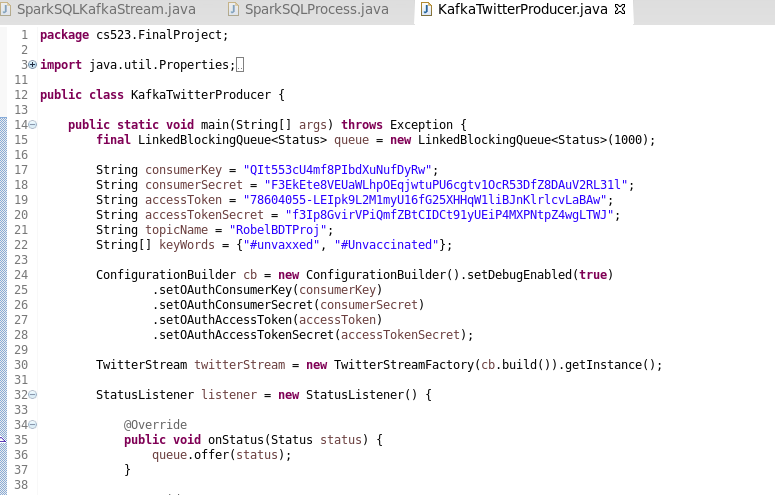 SparkSQLKafkaStream.java SparkSQLProcess.java KafkaTwitterProducer.java
1 package cs523.FinalProject;
2
3 import java.util.Properties;
11
12 public class KafkaTwitterProducer {
13
14 public static void main(String[] args) throws Exception {
15 final LinkedBlockingQueue<Status> queue = new LinkedBlockingQueue<Status>(1000);
16
17 String consumerKey = "QIt553cU4mf8PIbdXuNufDyRw";
18 String consumerSecret = "F3EkEte8VEUaWLhpOEqjwtuPU6cgtv1OcR53DfZ8DAuV2RL31l";
19 String accessToken = "78604055-LEIpk9L2M1myU16fG25XHHqW1liBJnKlrlcvLaBAw";
20 String accessTokenSecret = "f3Ip8GvirVPiQmfZBtCIDCt91yUEiP4MXPNtpZ4wgLTWJ";
21 String topicName = "RobelBDTProj";
22 String[] keyWords = {"#unvaxxed", "#Unvaccinated"};
23
24 ConfigurationBuilder cb = new ConfigurationBuilder().setDebugEnabled(true)
25 .setOAuthConsumerKey(consumerKey)
26 .setOAuthConsumerSecret(consumerSecret)
27 .setOAuthAccessToken(accessToken)
28 .setOAuthAccessTokenSecret(accessTokenSecret);
29
30 TwitterStream twitterStream = new TwitterStreamFactory(cb.build()).getInstance();
31
32 StatusListener listener = new StatusListener() {
33
34 @Override
35 public void onStatus(Status status) {
36 queue.offer(status);
37 }
38